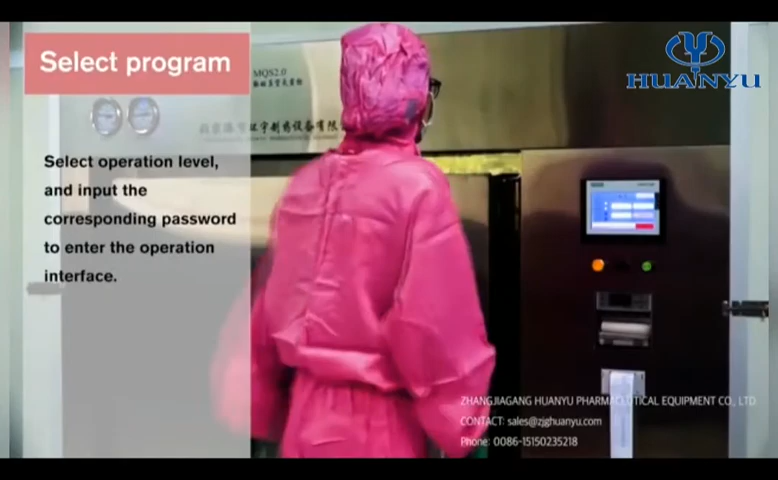 Select program
HUANYU
MQS2.0
Select operation level,
and input the
corresponding password
to enter the operation
interface.
ZHANGJIAGANG HUANYU PHARMACEUTICAL EQUIPMENT CO., LTD
CONTACT: sales@zjghuanyu.com
Phone: 0086-15150235218